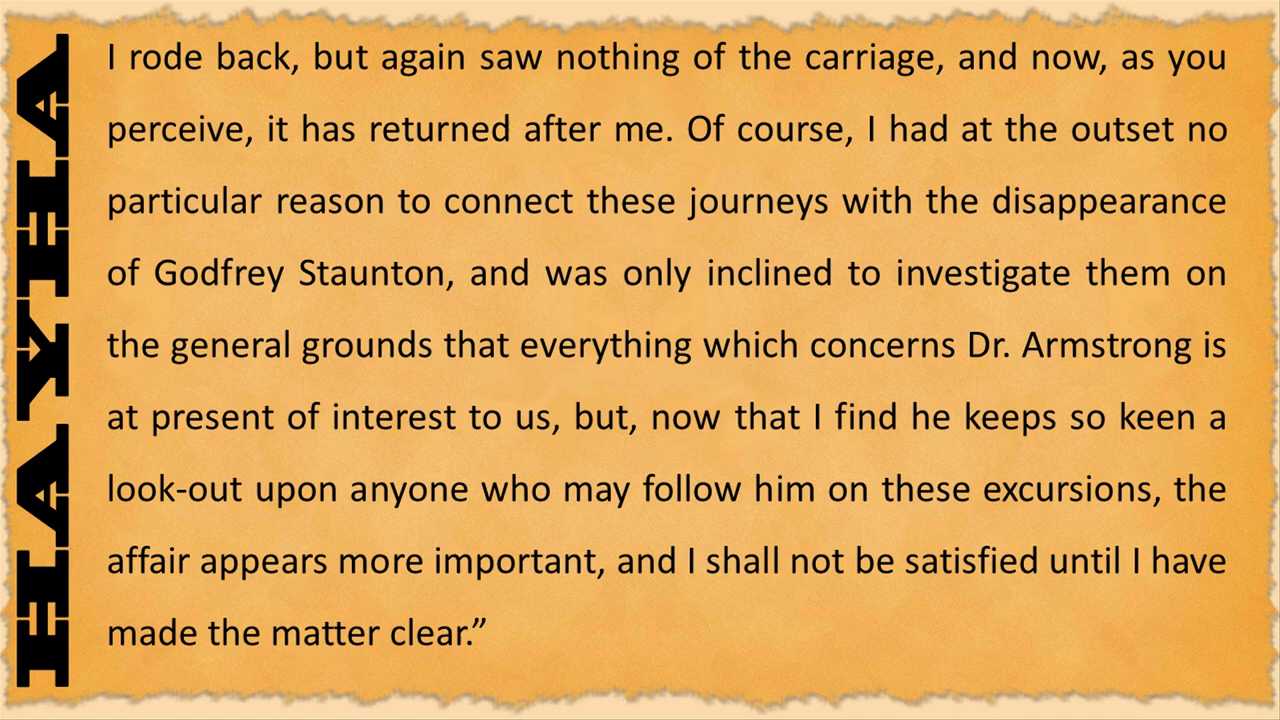 HAYHA
I rode back, but again saw nothing of the carriage, and now, as you
perceive, it has returned after me. Of course, I had at the outset no
particular reason to connect these journeys with the disappearance
of Godfrey Staunton, and was only inclined to investigate them on
the general grounds that everything which concerns Dr. Armstrong is
at present of interest to us, but, now that I find he keeps so keen a
look-out upon anyone who may follow him on these excursions, the
affair appears more important, and I shall not be satisfied until I have
made the matter clear.”